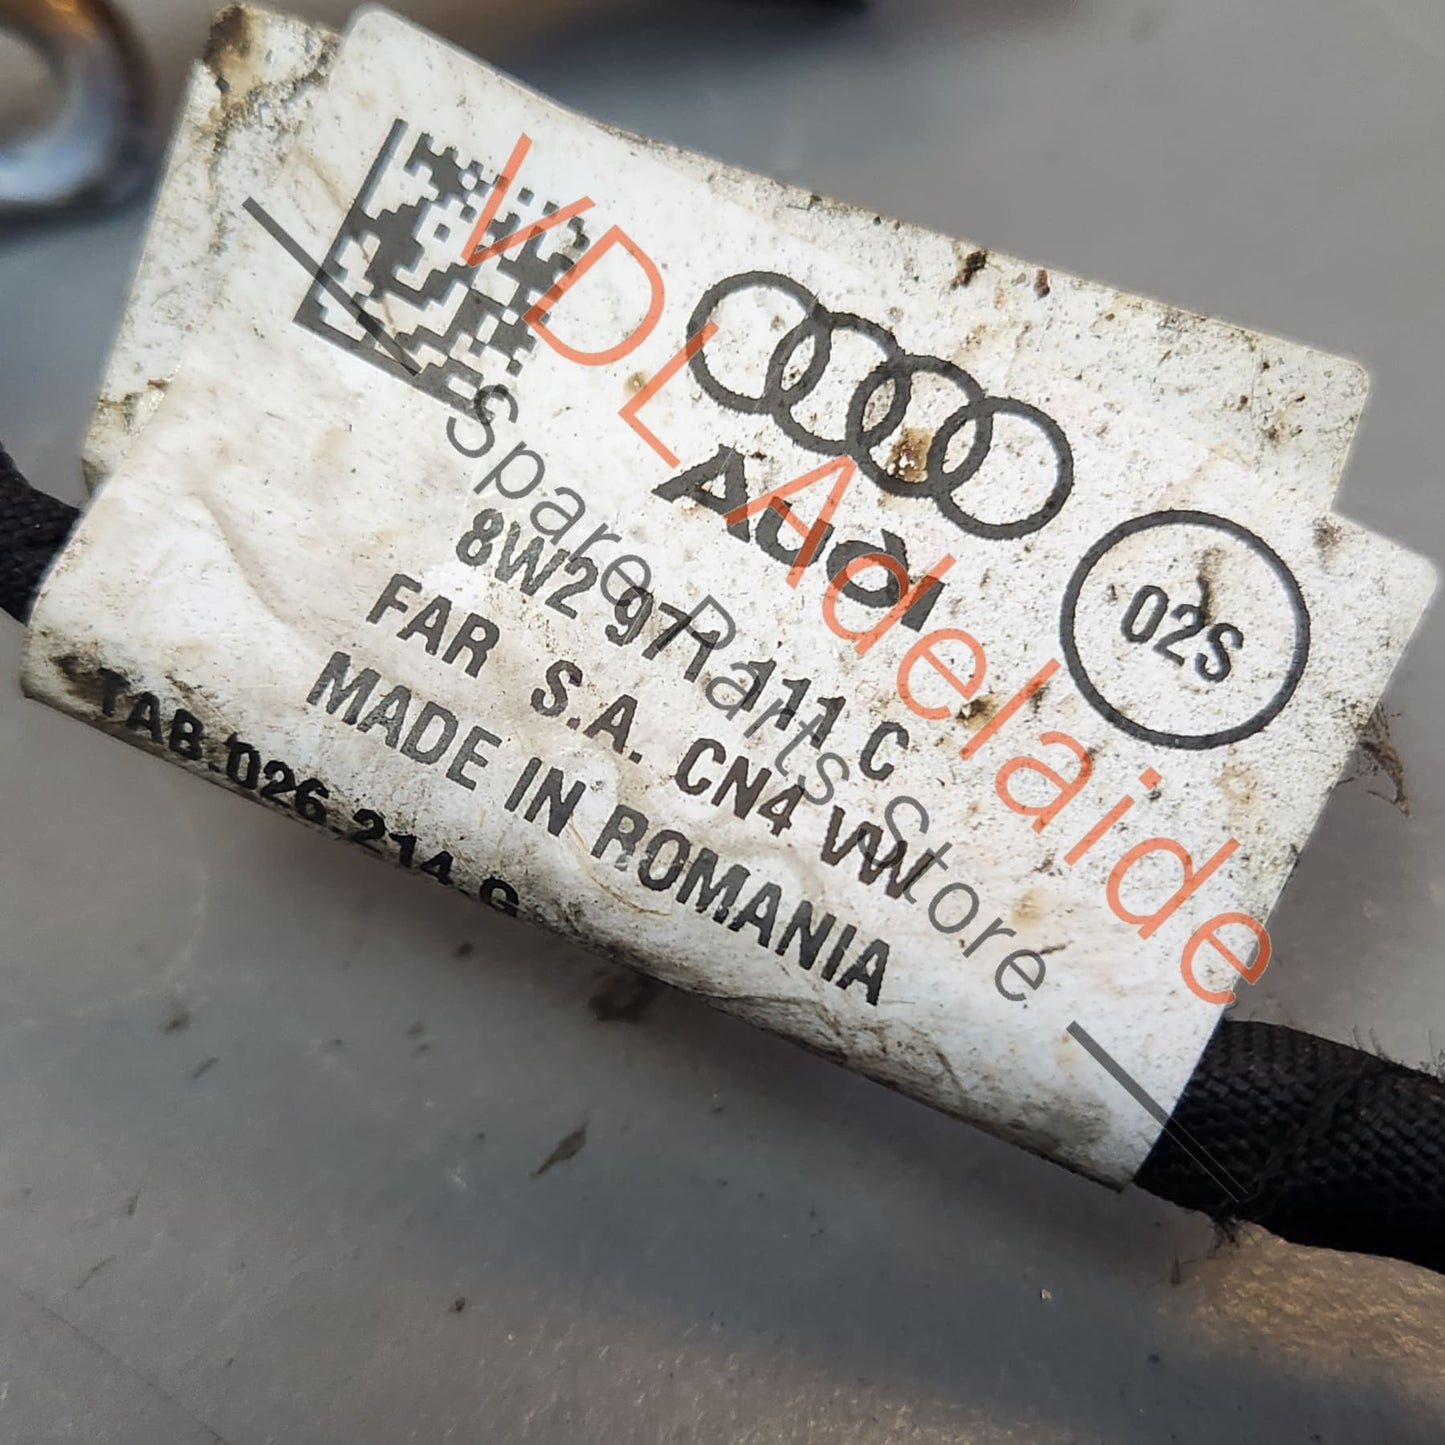 Audi
8W2 971 111 C
02S
FAR S.A. CN4 VW
MADE IN ROMANIA
TAB.026.214.G
VDL Adelaide
Spare Parts Store